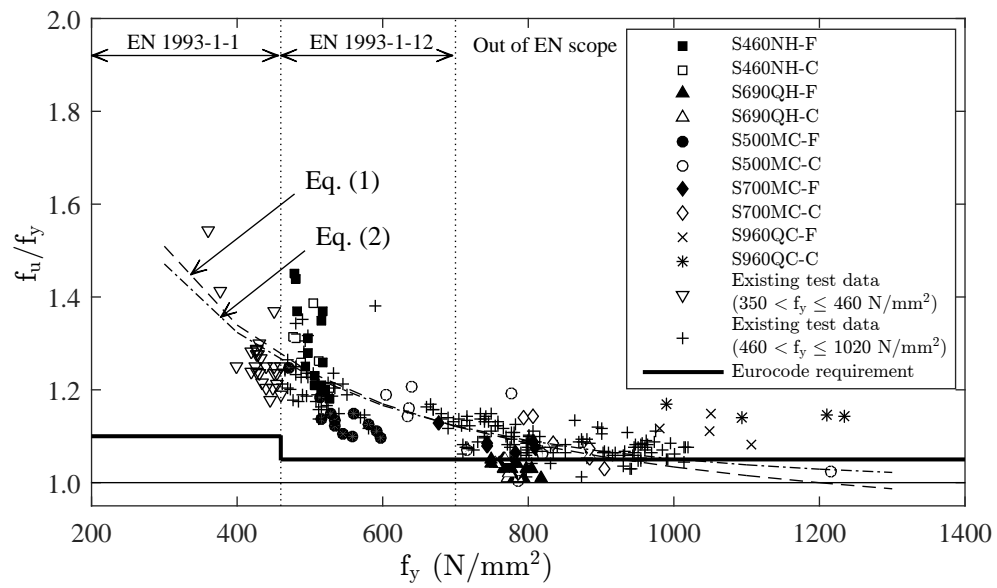 2.0
1.8
1.6
1.4
1.2
1.0
f_u/f_y
EN 1993-1-1
EN 1993-1-12
Out of EN scope
Eq. (1)
Eq. (2)
S460NH-F
S460NH-C
S690QH-F
S690QH-C
S500MC-F
S500MC-C
S700MC-F
S700MC-C
S960QC-F
S960QC-C
Existing test data
(350 < f_y ≤ 460 N/mm²)
Existing test data
(460 < f_y ≤ 1020 N/mm²)
Eurocode requirement
200
400
600
800
1000
1200
1400
f_y (N/mm²)